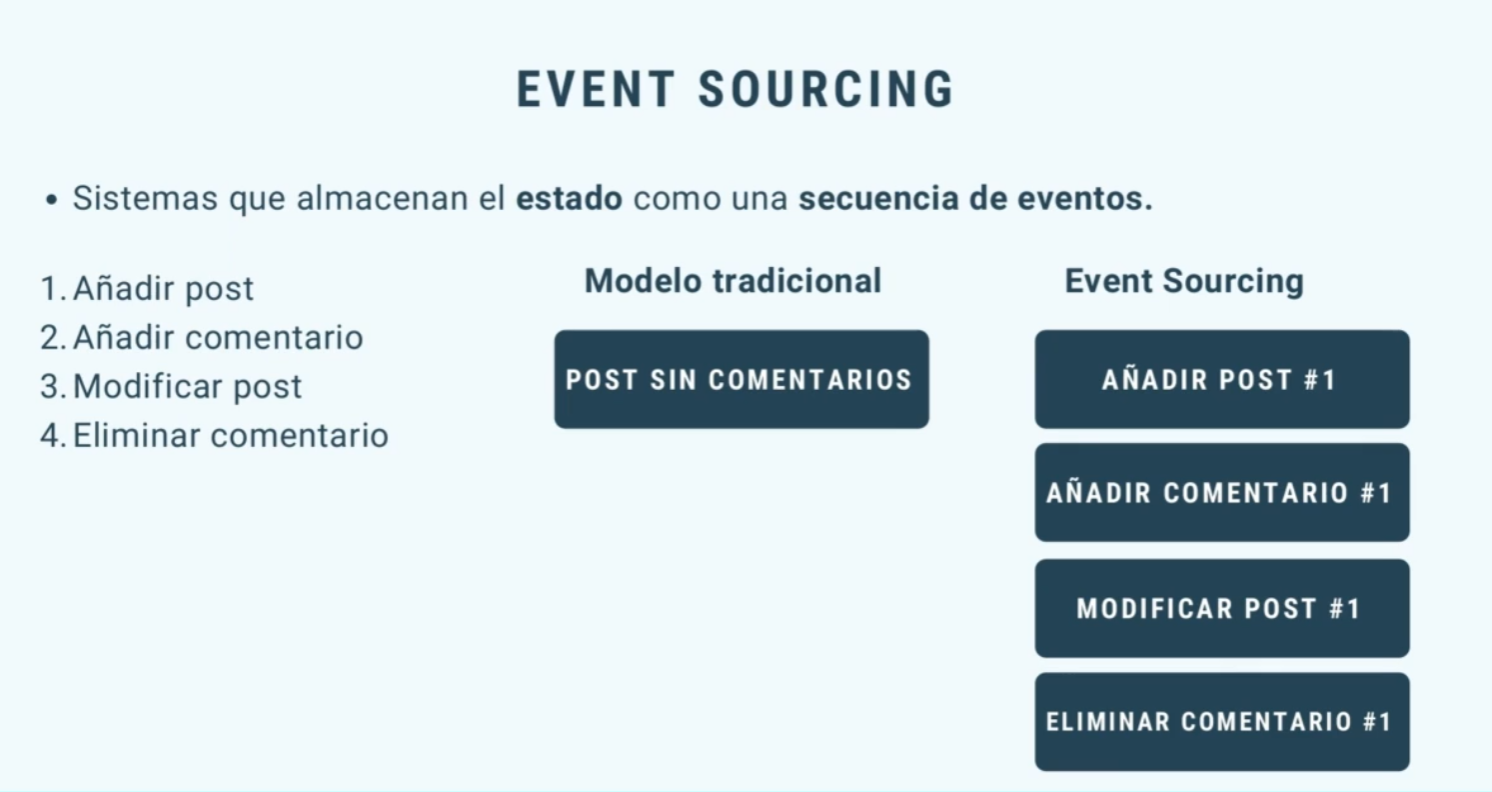 EVENT SOURCING
• Sistemas que almacenan el estado como una secuencia de eventos.
1. Añadir post
2. Añadir comentario
3. Modificar post
4. Eliminar comentario
Modelo tradicional
POST SIN COMENTARIOS
Event Sourcing
AÑADIR POST #1
AÑADIR COMENTARIO #1
MODIFICAR POST #1
ELIMINAR COMENTARIO #1